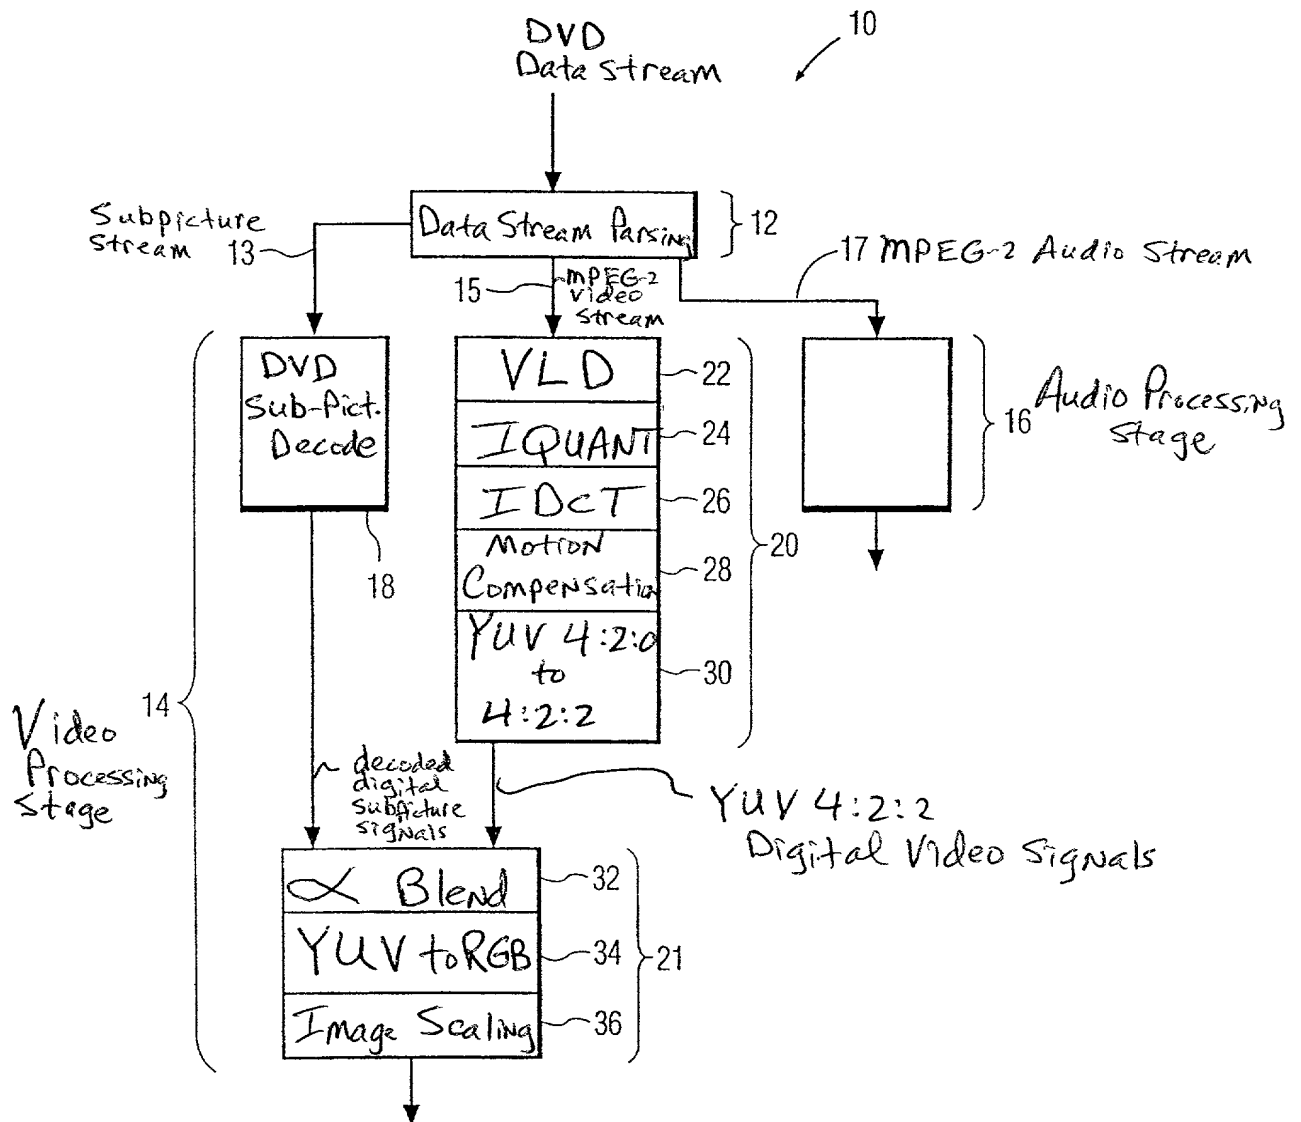 DVD
Data Stream
10
Data Stream Parsing
12
Subpicture
Stream
13
15
MPEG-2
Video
Stream
17 MPEG-2 Audio Stream
DVD
Sub-Pict.
Decode
18
VLD
22
IQUANT
24
IDCT
26
Motion
Compensation
28
YUV 4:2:0
to
4:2:2
30
20
16
Audio Processing
Stage
14
Video
Processing
Stage
decoded
digital
subpicture
signals
YUV 4:2:2
Digital Video Signals
α Blend
32
YUV to RGB
34
21
Image Scaling
36